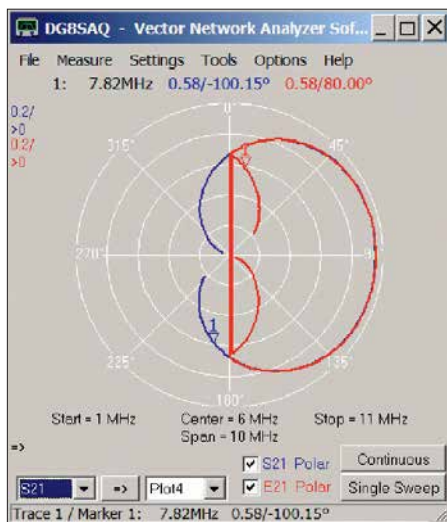 DG8SAQ - Vector Network Analyzer Sof...
File Measure Settings Tools Options Help
1: 7.82MHz 0.58/-100.15° 0.58/80.00°
0.2/
>0
0.2/
>0
0°
315°
45°
1
270°
9
1
225°
135°
180°
Start = 1 MHz Center = 6 MHz Stop = 11 MHz
Span = 10 MHz
=>
S21 Polar
Continuous
S21 => Plot4
E21 Polar
Single Sweep
Trace 1 / Marker 1: 7.82MHz 0.58/-100.15°